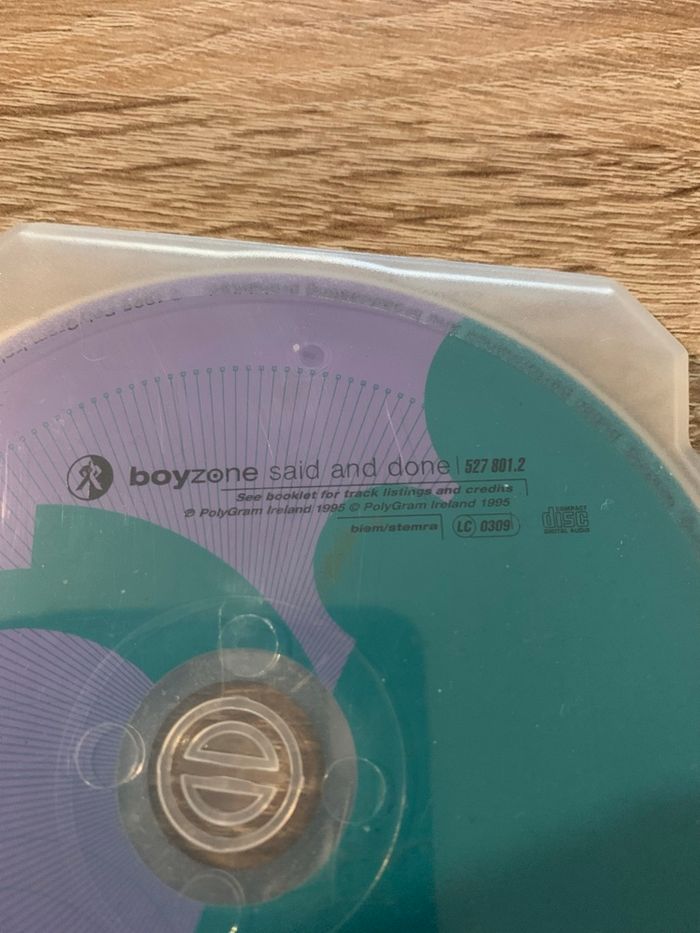 boyzone said and done | 527 801.2
See booklet for track listings and credits
℗ PolyGram Ireland 1995 © PolyGram Ireland 1995
biem/stemra LC 0309
COMPACT
disc
DIGITAL AUDIO